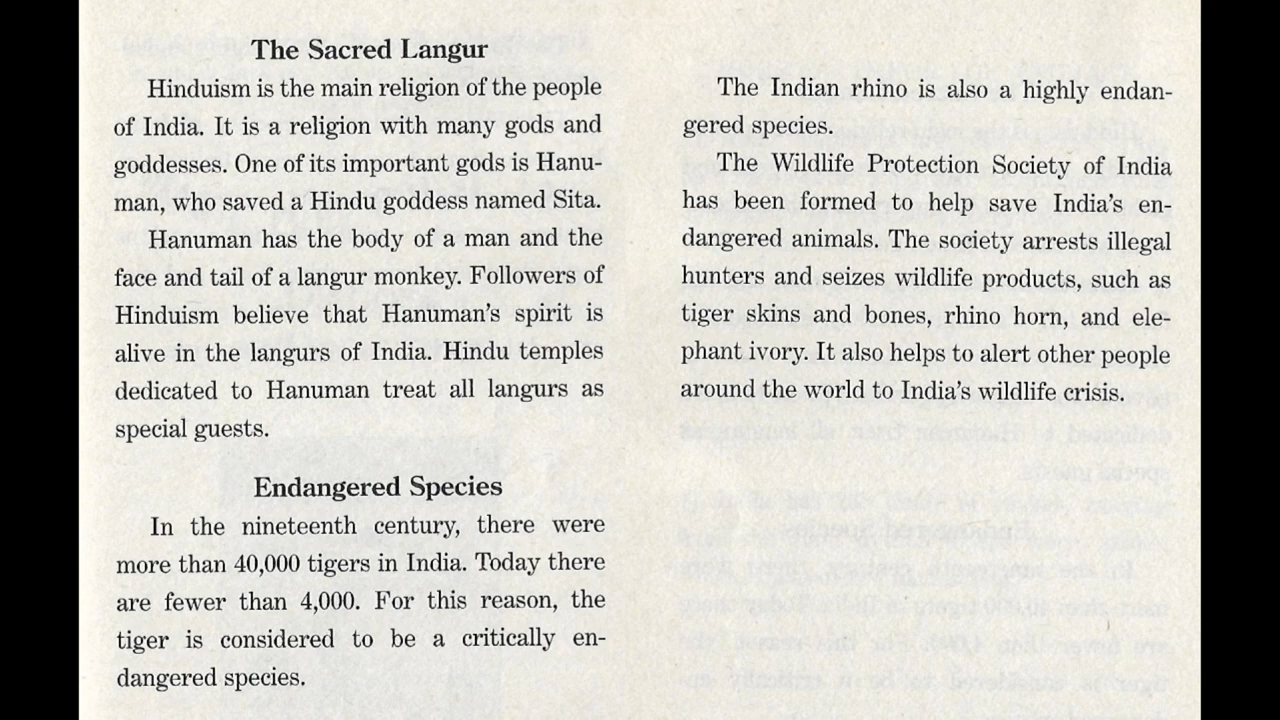 The Sacred Langur
Hinduism is the main religion of the people
of India. It is a religion with many gods and
goddesses. One of its important gods is Hanu-
man, who saved a Hindu goddess named Sita.
Hanuman has the body of a man and the
face and tail of a langur monkey. Followers of
Hinduism believe that Hanuman's spirit is
alive in the langurs of India. Hindu temples
dedicated to Hanuman treat all langurs as
special guests.
Endangered Species
In the nineteenth century, there were
more than 40,000 tigers in India. Today there
are fewer than 4,000. For this reason, the
tiger is considered to be a critically en-
dangered species.
The Indian rhino is also a highly endan-
gered species.
The Wildlife Protection Society of India
has been formed to help save India's en-
dangered animals. The society arrests illegal
hunters and seizes wildlife products, such as
tiger skins and bones, rhino horn, and ele-
phant ivory. It also helps to alert other people
around the world to India's wildlife crisis.